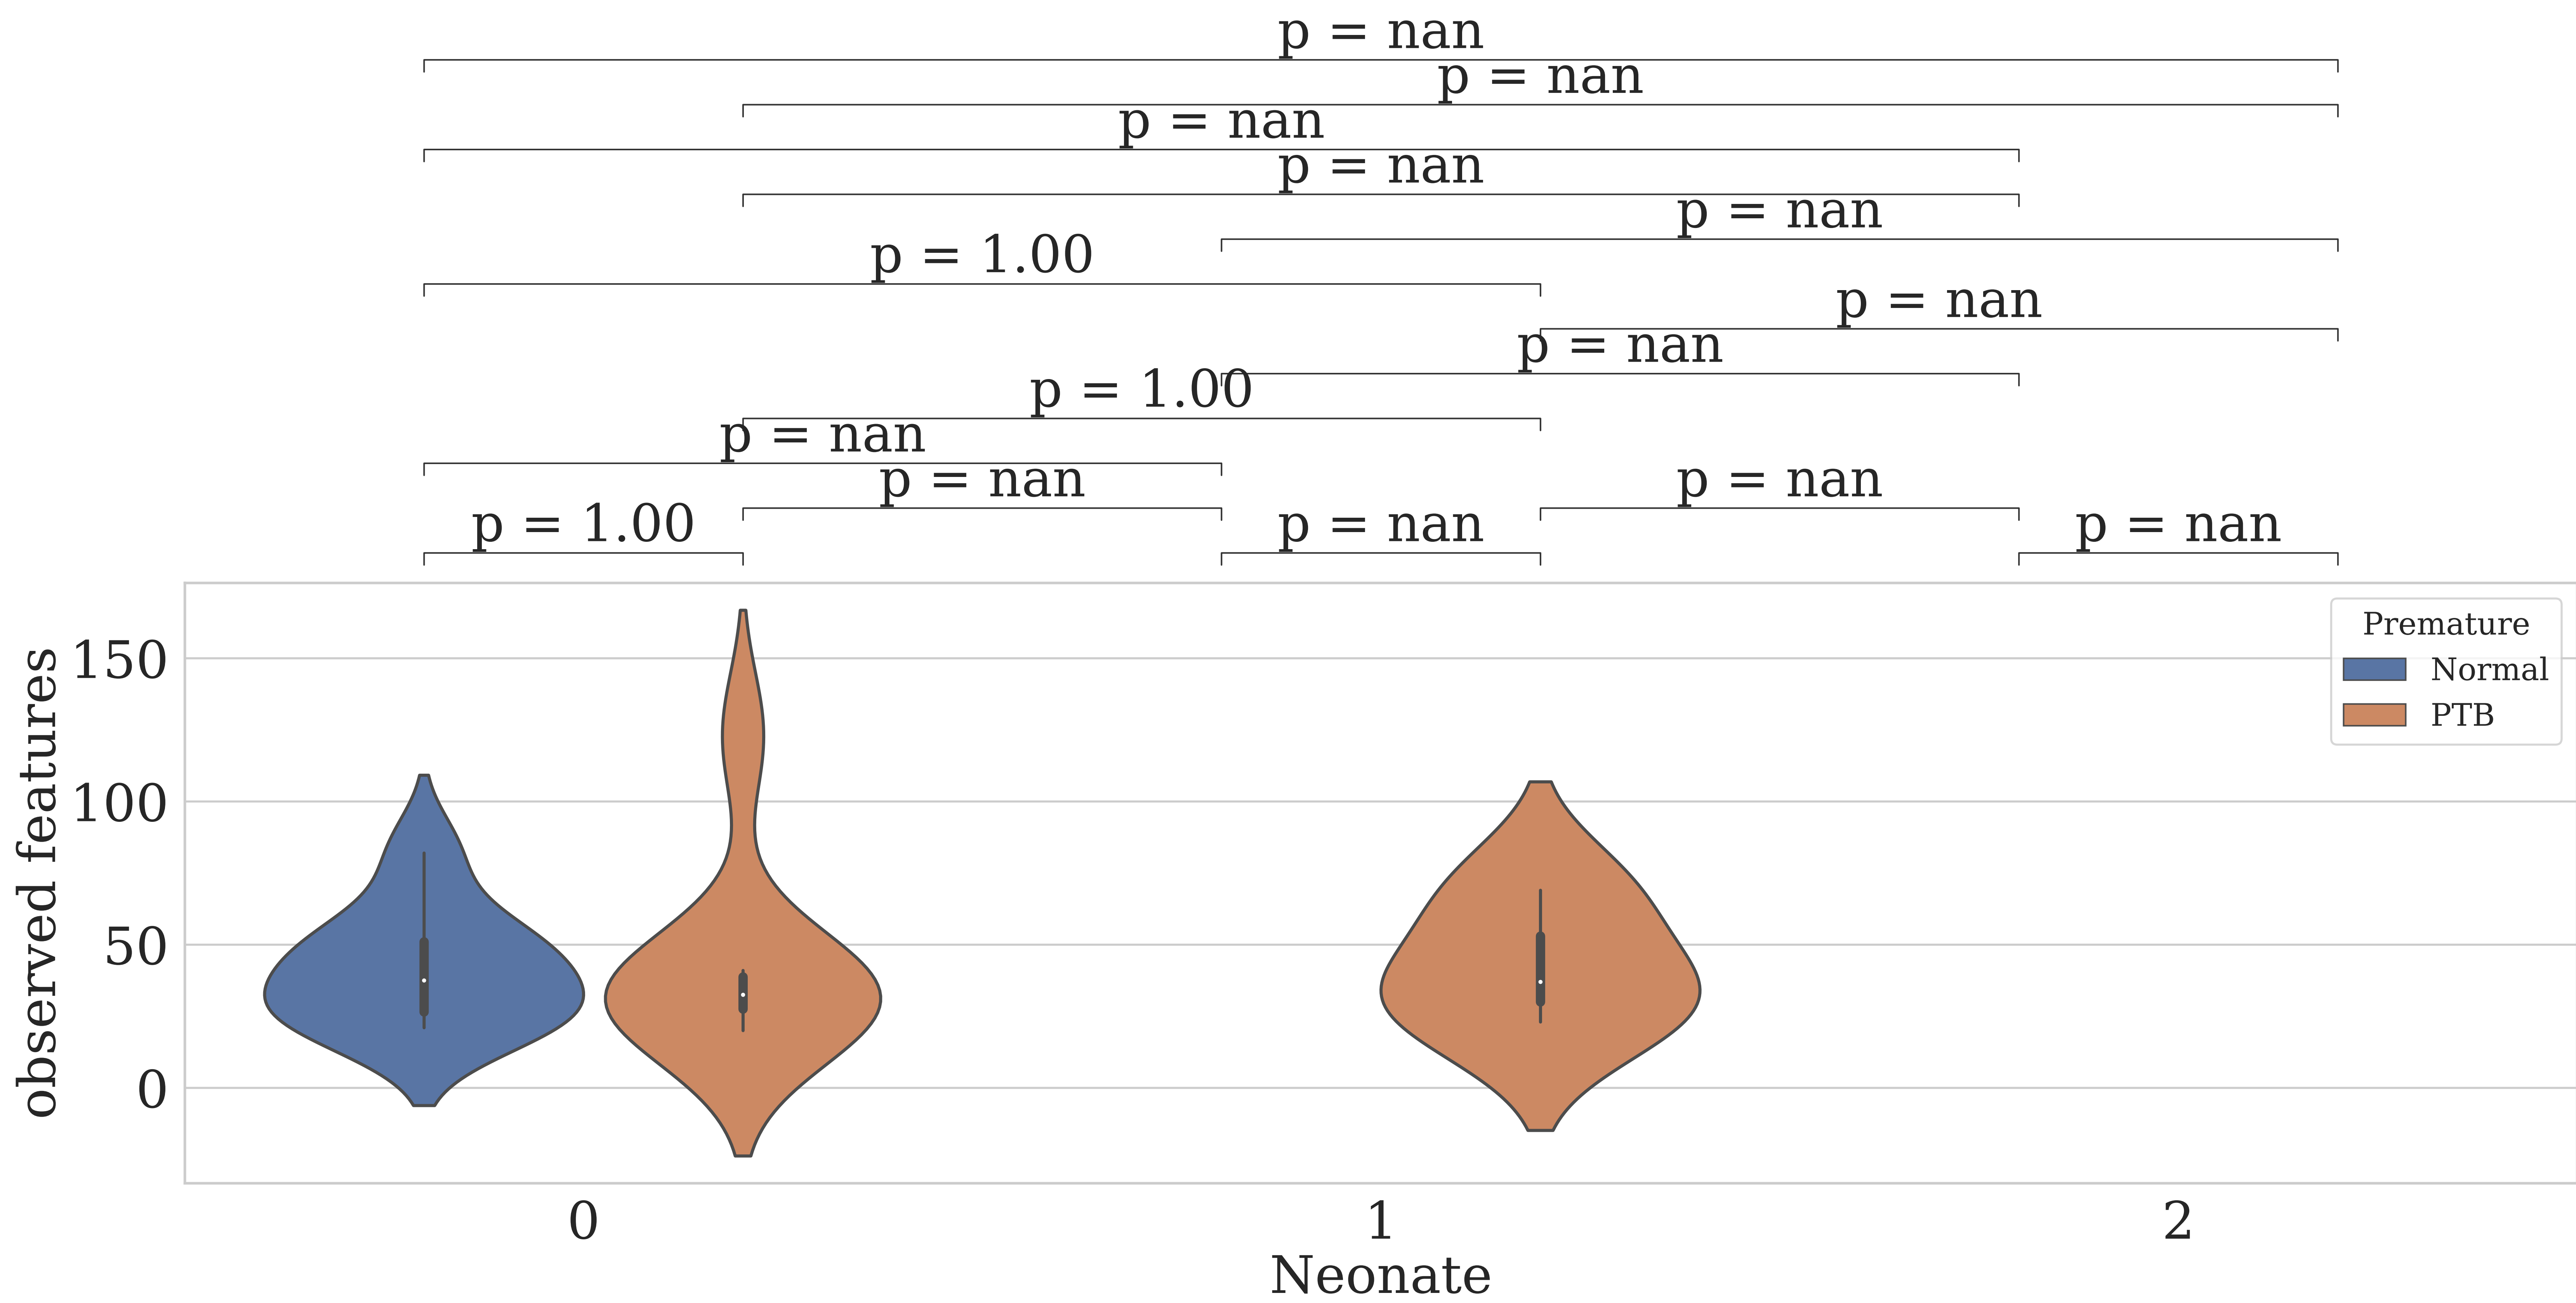 p = nan
p = nan
p = nan
p = nan
p = nan
p = 1.00
p = nan
p = nan
p = 1.00
p = nan
p = nan
p = nan
p = 1.00
p = nan
p = nan
Premature
Normal
PTB
observed features
150
100
50
0
0
1
2
Neonate